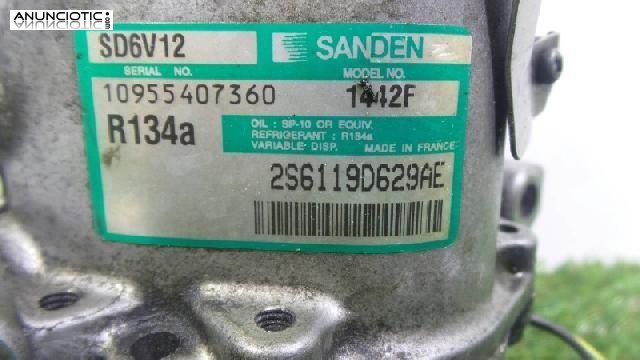 ANUNCIOTIC.com
SD6V12
SANDEN
SERIAL NO.
MODEL NO.
10955407360
1442F
R134a
OIL : SP-10 OR EQUIV.
REFRIGERANT : R134a
VARIABLE DISP. MADE IN FRANCE
2S6119D629AE